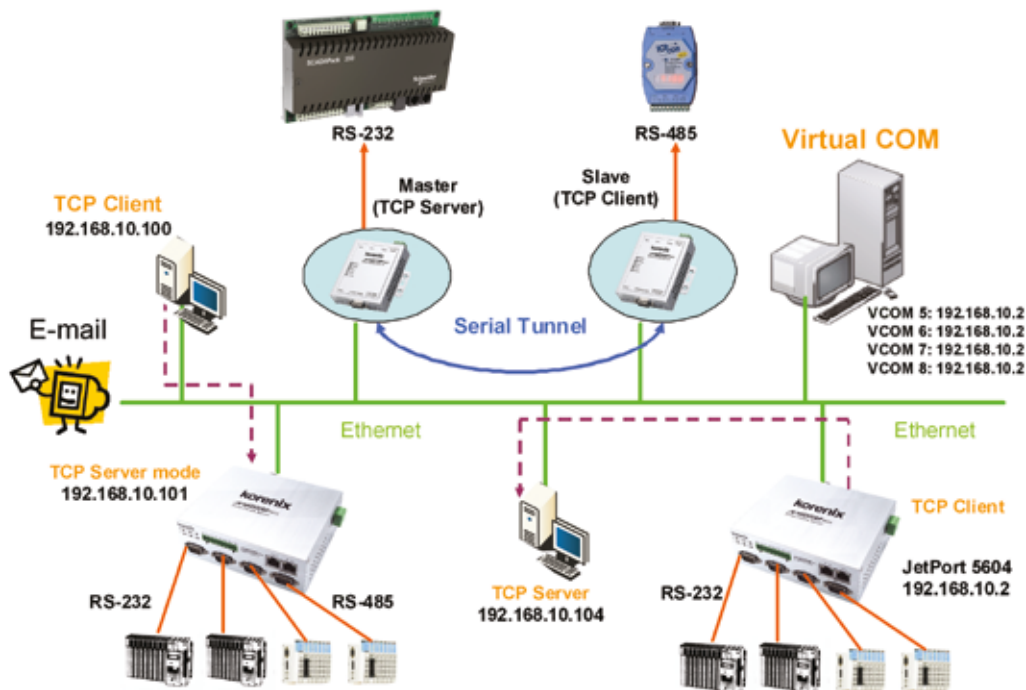 RS-232
RS-485
Virtual COM
Master
(TCP Server)
Slave
(TCP Client)
TCP Client
192.168.10.100
korenix
korenix
Serial Tunnel
VCOM 5: 192.168.10.2
VCOM 6: 192.168.10.2
VCOM 7: 192.168.10.2
VCOM 8: 192.168.10.2
E-mail
Ethernet
Ethernet
TCP Server mode
192.168.10.101
korenix
korenix
TCP Client
JetPort 5604
192.168.10.2
RS-232
RS-485
TCP Server
192.168.10.104
RS-232